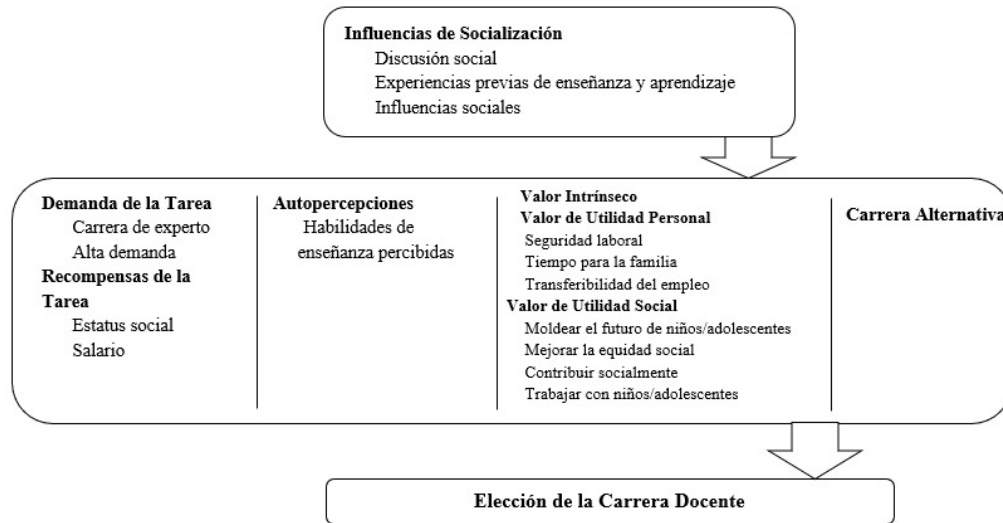 Influencias de Socialización
Discusión social
Experiencias previas de enseñanza y aprendizaje
Influencias sociales
Demanda de la Tarea
Carrera de experto
Alta demanda
Recompensas de la
Tarea
Estatus social
Salario
Autopercepciones
Habilidades de
enseñanza percibidas
Valor Intrínseco
Valor de Utilidad Personal
Seguridad laboral
Tiempo para la familia
Transferibilidad del empleo
Valor de Utilidad Social
Moldear el futuro de niños/adolescentes
Mejorar la equidad social
Contribuir socialmente
Trabajar con niños/adolescentes
Carrera Alternativa
Elección de la Carrera Docente